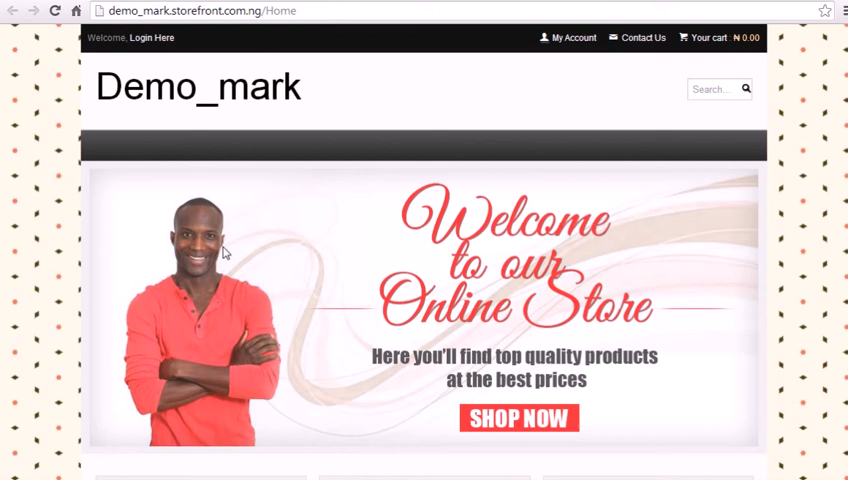 demo_mark.storefront.com.ng/Home
Welcome, Login Here
My Account
Contact Us
Your cart : ₦ 0.00
Demo_mark
Search...
Welcome
to our
Online Store
Here you'll find top quality products
at the best prices
SHOP NOW